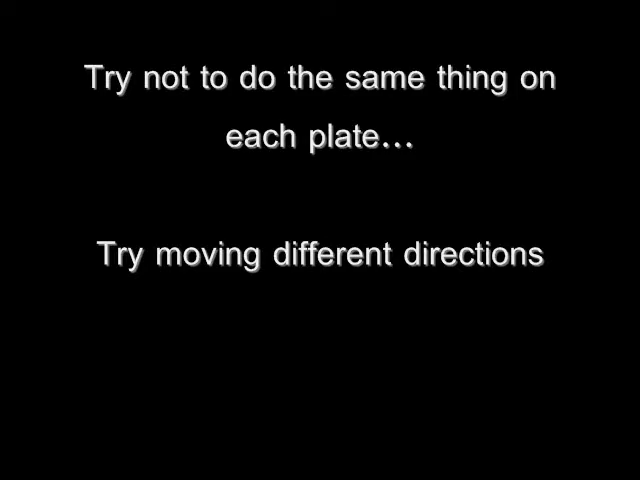 Try not to do the same thing on
each plate...
Try moving different directions